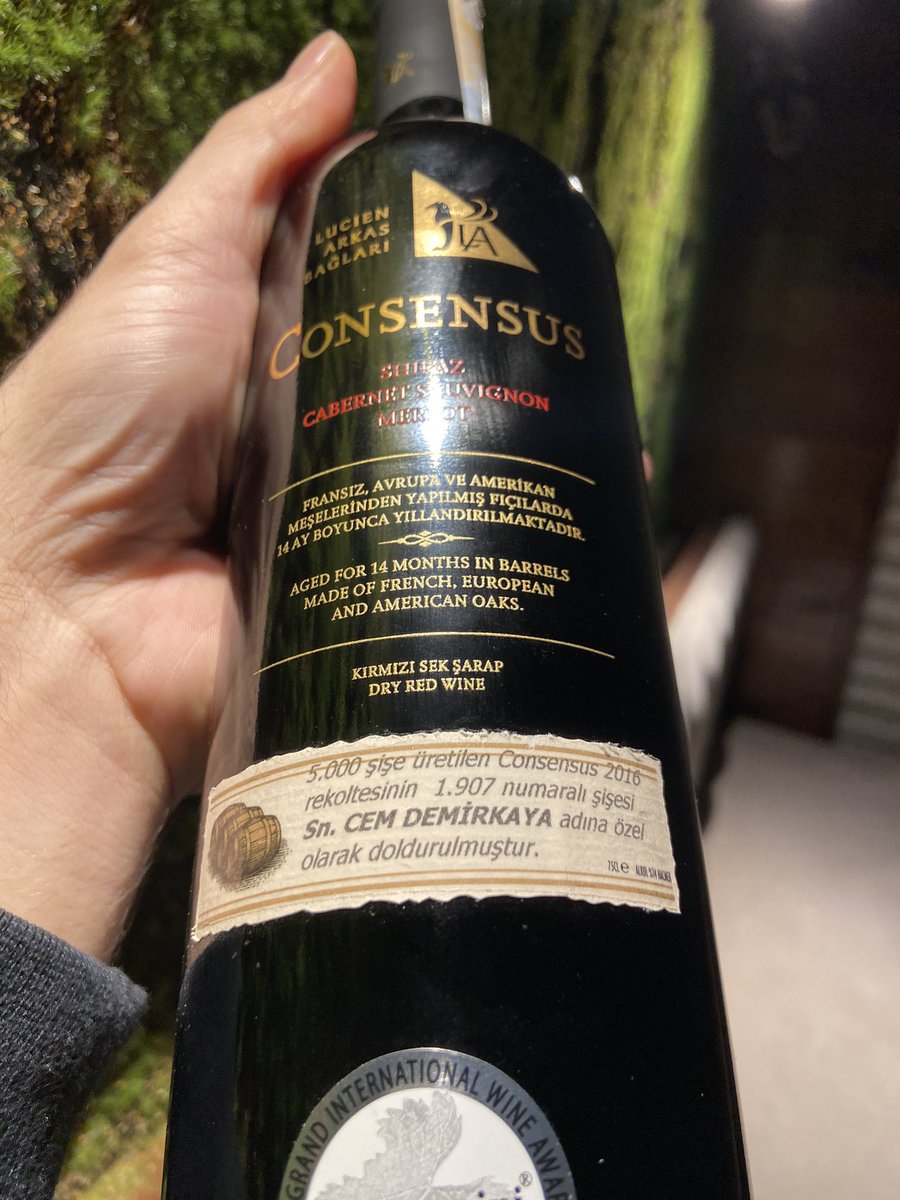 LUCIEN
ARKAS
BAĞLARI
LA
CONSENSUS
SHIRAZ
CABERNET SAUVIGNON
MERLOT
FRANSIZ, AVRUPA VE AMERİKAN
MEŞELERİNDEN YAPILMIŞ FIÇILARDA
14 AY BOYUNCA YILLANDIRILMAKTADIR.
AGED FOR 14 MONTHS IN BARRELS
MADE OF FRENCH, EUROPEAN
AND AMERICAN OAKS.
KIRMIZI SEK ŞARAP
DRY RED WINE
5.000 şişe üretilen Consensus 2016
rekoltesinin 1.907 numaralı şişesi
Sn. CEM DEMİRKAYA adına özel
olarak doldurulmuştur.
75CL e
GRAND INTERNATIONAL WINE AWA
®